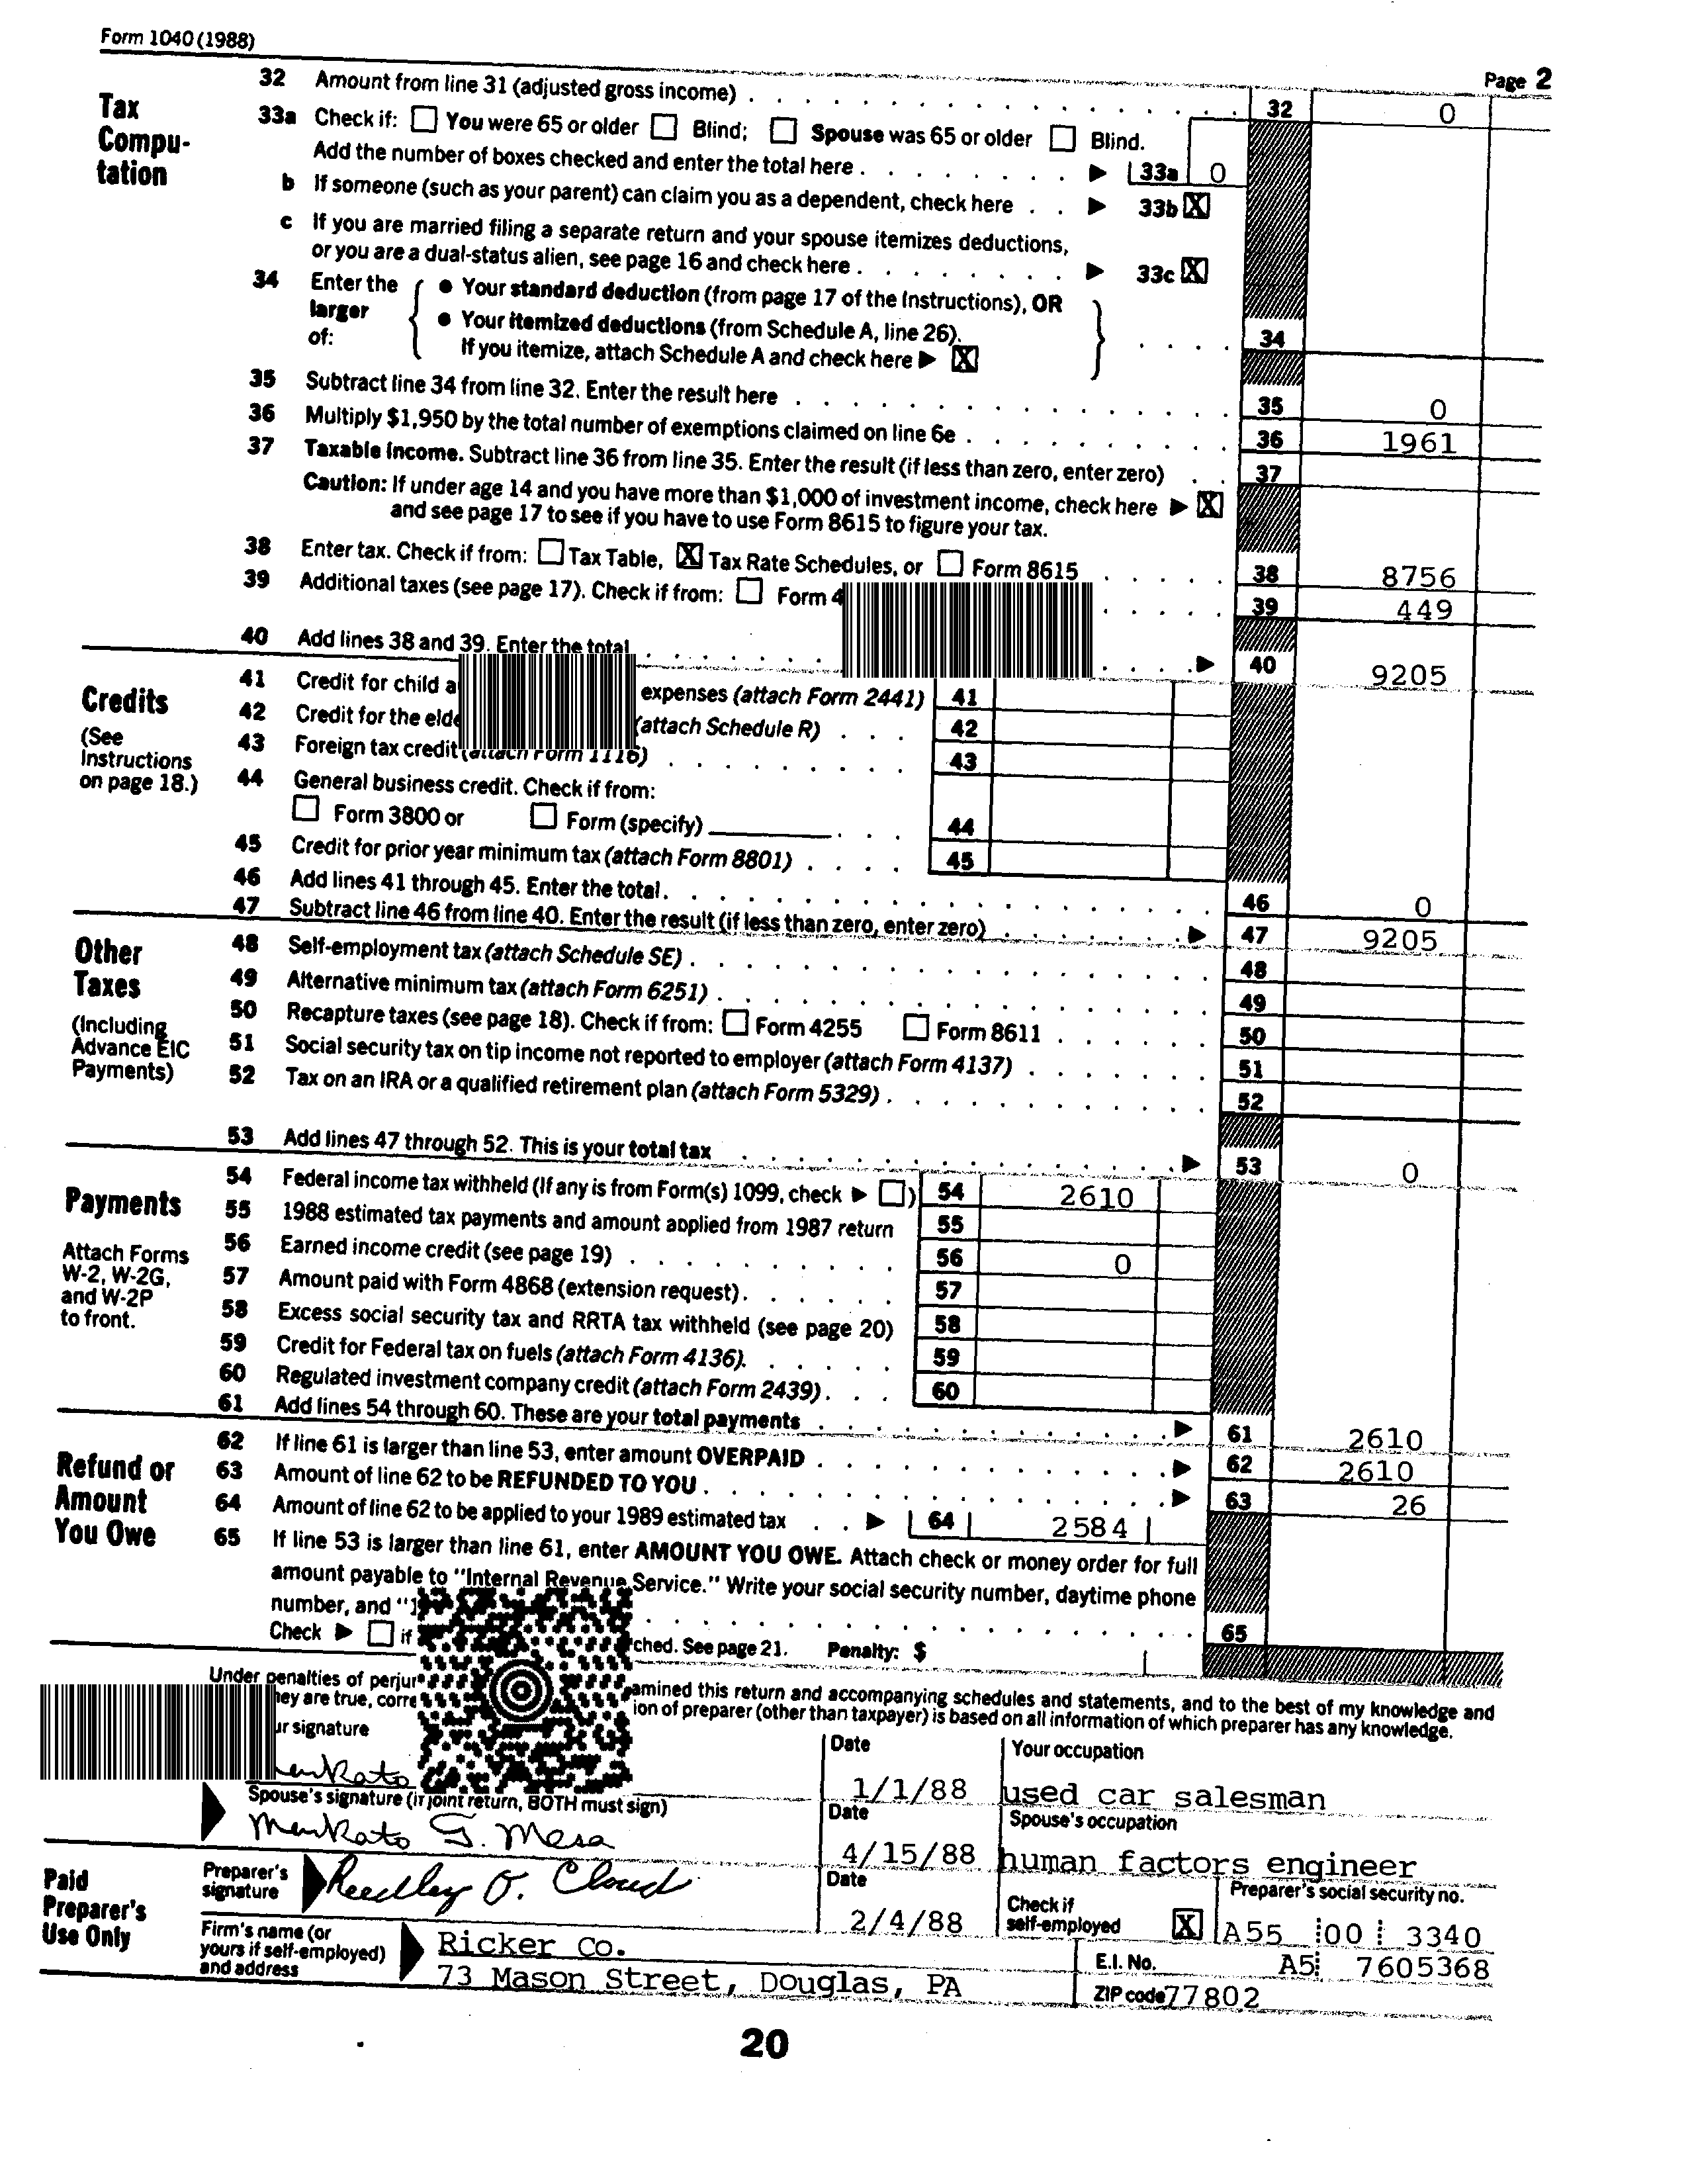 Form 1040 (1988)
Page 2
Tax Compu-tation
32 Amount from line 31 (adjusted gross income) 32 0
33a Check if: You were 65 or older Blind; Spouse was 65 or older Blind.
Add the number of boxes checked and enter the total here 33a 0
b If someone (such as your parent) can claim you as a dependent, check here 33b X
c If you are married filing a separate return and your spouse itemizes deductions,
or you are a dual-status alien, see page 16 and check here 33c X
34 Enter the larger of:
• Your standard deduction (from page 17 of the Instructions), OR
• Your itemized deductions (from Schedule A, line 26).
If you itemize, attach Schedule A and check here X 34
35 Subtract line 34 from line 32. Enter the result here 35 0
36 Multiply $1,950 by the total number of exemptions claimed on line 6e 36 1961
37 Taxable income. Subtract line 36 from line 35. Enter the result (if less than zero, enter zero) 37
Caution: If under age 14 and you have more than $1,000 of investment income, check here X
and see page 17 to see if you have to use Form 8615 to figure your tax.
38 Enter tax. Check if from: Tax Table, X Tax Rate Schedules, or Form 8615 38 8756
39 Additional taxes (see page 17). Check if from: Form 4 39 449
40 Add lines 38 and 39. Enter the total 40 9205
Credits
(See Instructions on page 18.)
41 Credit for child a expenses (attach Form 2441) 41
42 Credit for the elde (attach Schedule R) 42
43 Foreign tax credit (attach Form 1116) 43
44 General business credit. Check if from:
Form 3800 or Form (specify) 44
45 Credit for prior year minimum tax (attach Form 8801) 45
46 Add lines 41 through 45. Enter the total 46 0
47 Subtract line 46 from line 40. Enter the result (if less than zero, enter zero) 47 9205
Other Taxes
(Including Advance EIC Payments)
48 Self-employment tax (attach Schedule SE) 48
49 Alternative minimum tax (attach Form 6251) 49
50 Recapture taxes (see page 18). Check if from: Form 4255 Form 8611 50
51 Social security tax on tip income not reported to employer (attach Form 4137) 51
52 Tax on an IRA or a qualified retirement plan (attach Form 5329) 52
53 Add lines 47 through 52. This is your total tax 53 0
Payments
Attach Forms W-2, W-2G, and W-2P to front.
54 Federal income tax withheld (If any is from Form(s) 1099, check ) 54 2610
55 1988 estimated tax payments and amount applied from 1987 return 55
56 Earned income credit (see page 19) 56 0
57 Amount paid with Form 4868 (extension request) 57
58 Excess social security tax and RRTA tax withheld (see page 20) 58
59 Credit for Federal tax on fuels (attach Form 4136) 59
60 Regulated investment company credit (attach Form 2439) 60
61 Add lines 54 through 60. These are your total payments 61 2610
Refund or Amount You Owe
62 If line 61 is larger than line 53, enter amount OVERPAID 62 2610
63 Amount of line 62 to be REFUNDED TO YOU 63 26
64 Amount of line 62 to be applied to your 1989 estimated tax 64 2584
65 If line 53 is larger than line 61, enter AMOUNT YOU OWE. Attach check or money order for full
amount payable to "Internal Revenue Service." Write your social security number, daytime phone
number, and "1
Check if ched. See page 21. Penalty: $ 65
Under penalties of perjur amined this return and accompanying schedules and statements, and to the best of my knowledge and
hey are true, corre ion of preparer (other than taxpayer) is based on all information of which preparer has any knowledge.
ur signature
Date
Your occupation
1/1/88
used car salesman
Spouse's signature (if joint return, BOTH must sign)
Date
Spouse's occupation
Mankato G. Mesa
4/15/88
human factors engineer
Paid Preparer's Use Only
Preparer's signature
Reedley O. Cloud
Date
2/4/88
Check if self-employed X
Preparer's social security no.
A55 00 3340
Firm's name (or yours if self-employed) and address
Ricker Co.
73 Mason Street, Douglas, PA
E.I. No. A5 7605368
ZIP code 77802
20